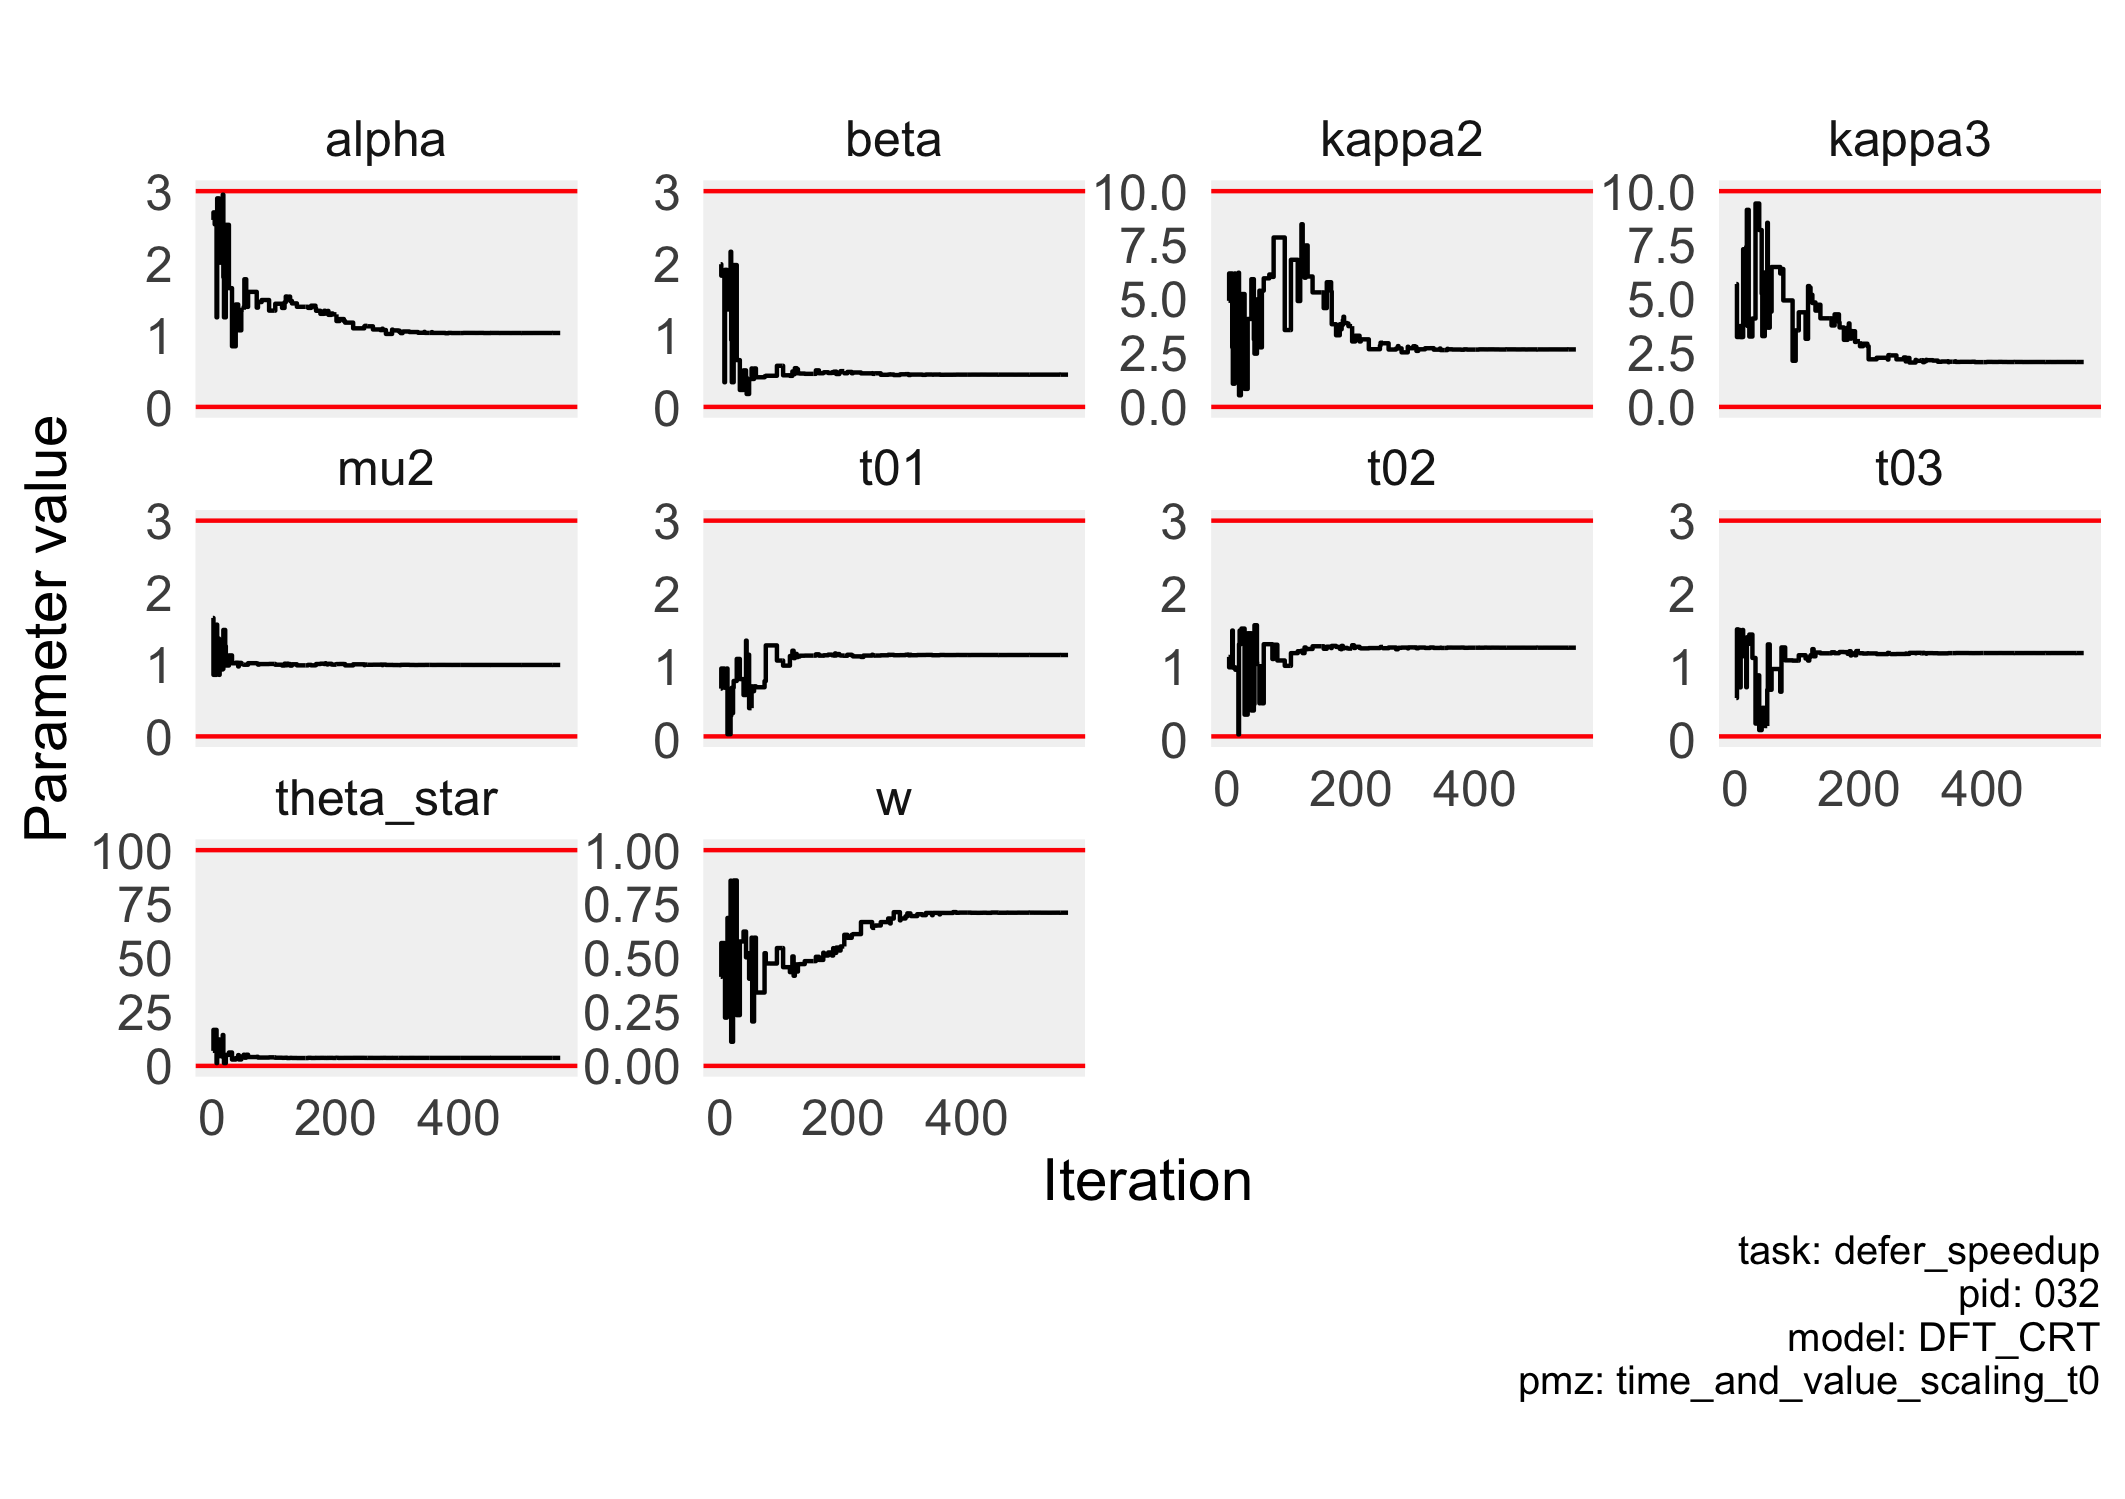 alpha beta kappa2 kappa3
3 3 10.0 10.0
2 2 7.5 7.5
5.0 5.0
1 1 2.5 2.5
0 0 0.0 0.0
Parameter value
mu2 t01 t02 t03
3 3 3 3
2 2 2 2
1 1 1 1
0 0 0 0
0 200 400 0 200 400
theta_star w
100 1.00
75 0.75
50 0.50
25 0.25
0 0.00
0 200 400 0 200 400
Iteration
task: defer_speedup
pid: 032
model: DFT_CRT
pmz: time_and_value_scaling_t0